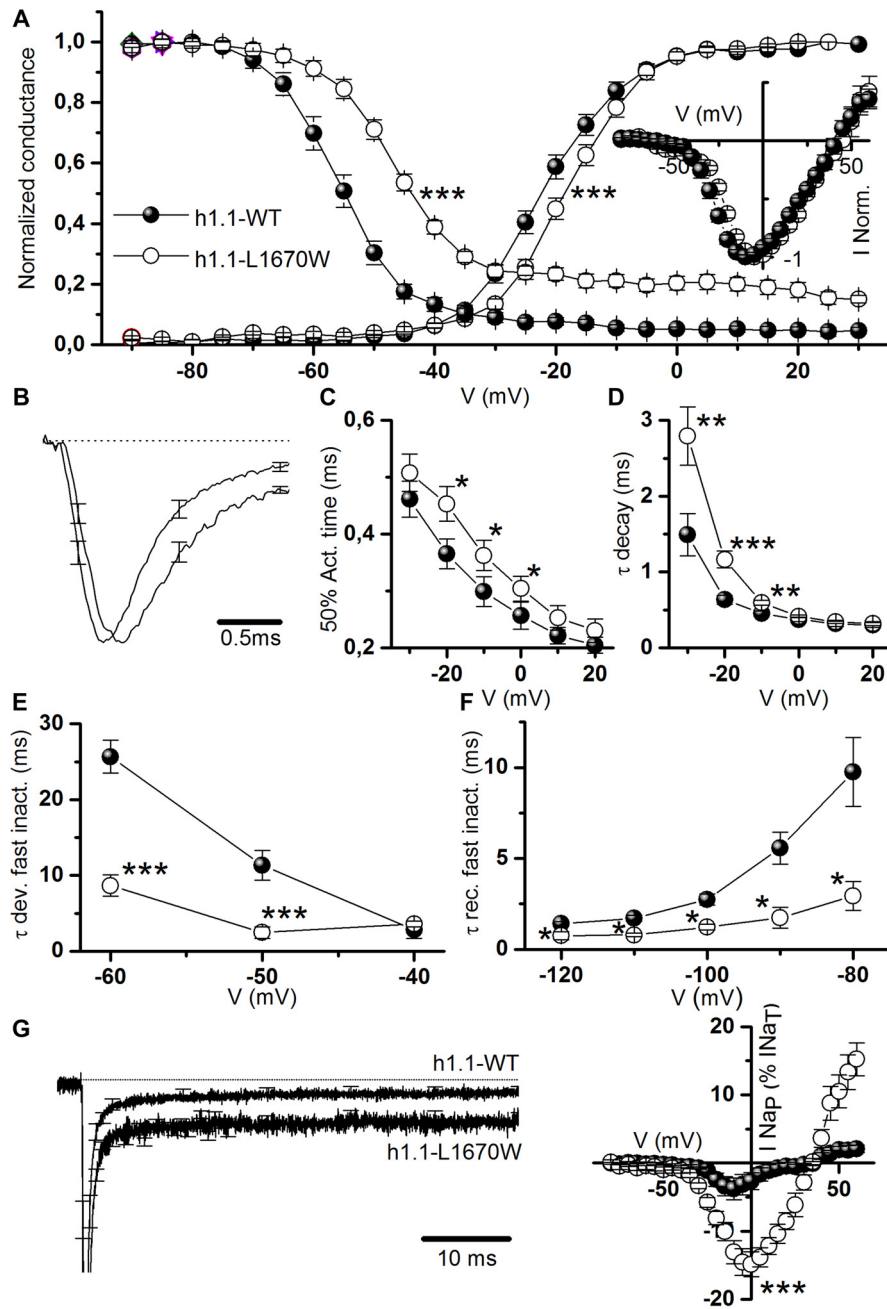 A
1,0
0,8
0,6
0,4
0,2
0,0
Normalized conductance
h1.1-WT
h1.1-L1670W
***
***
V (mV)
-50
50
-1
I Norm.
-80
-60
-40
-20
0
20
V (mV)
B
0.5ms
C
0,6
0,4
0,2
50% Act. time (ms)
*
*
*
-20
0
20
V (mV)
D
3
2
1
0
τ decay (ms)
**
***
**
-20
0
20
V (mV)
E
30
20
10
0
τ dev. fast inact. (ms)
***
***
-60
-50
-40
V (mV)
F
10
5
0
τ rec. fast inact. (ms)
*
*
*
*
*
-120
-100
-80
V (mV)
G
h1.1-WT
h1.1-L1670W
10 ms
20
10
-20
I NaP (% INaT)
V (mV)
-50
50
***